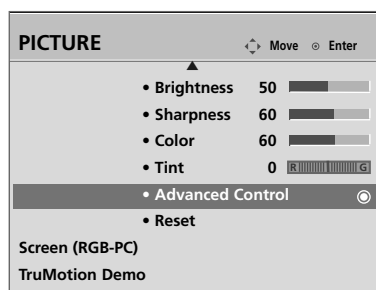 PICTURE Move Enter
• Brightness 50
• Sharpness 60
• Color 60
• Tint 0 R G
• Advanced Control
• Reset
Screen (RGB-PC)
TruMotion Demo